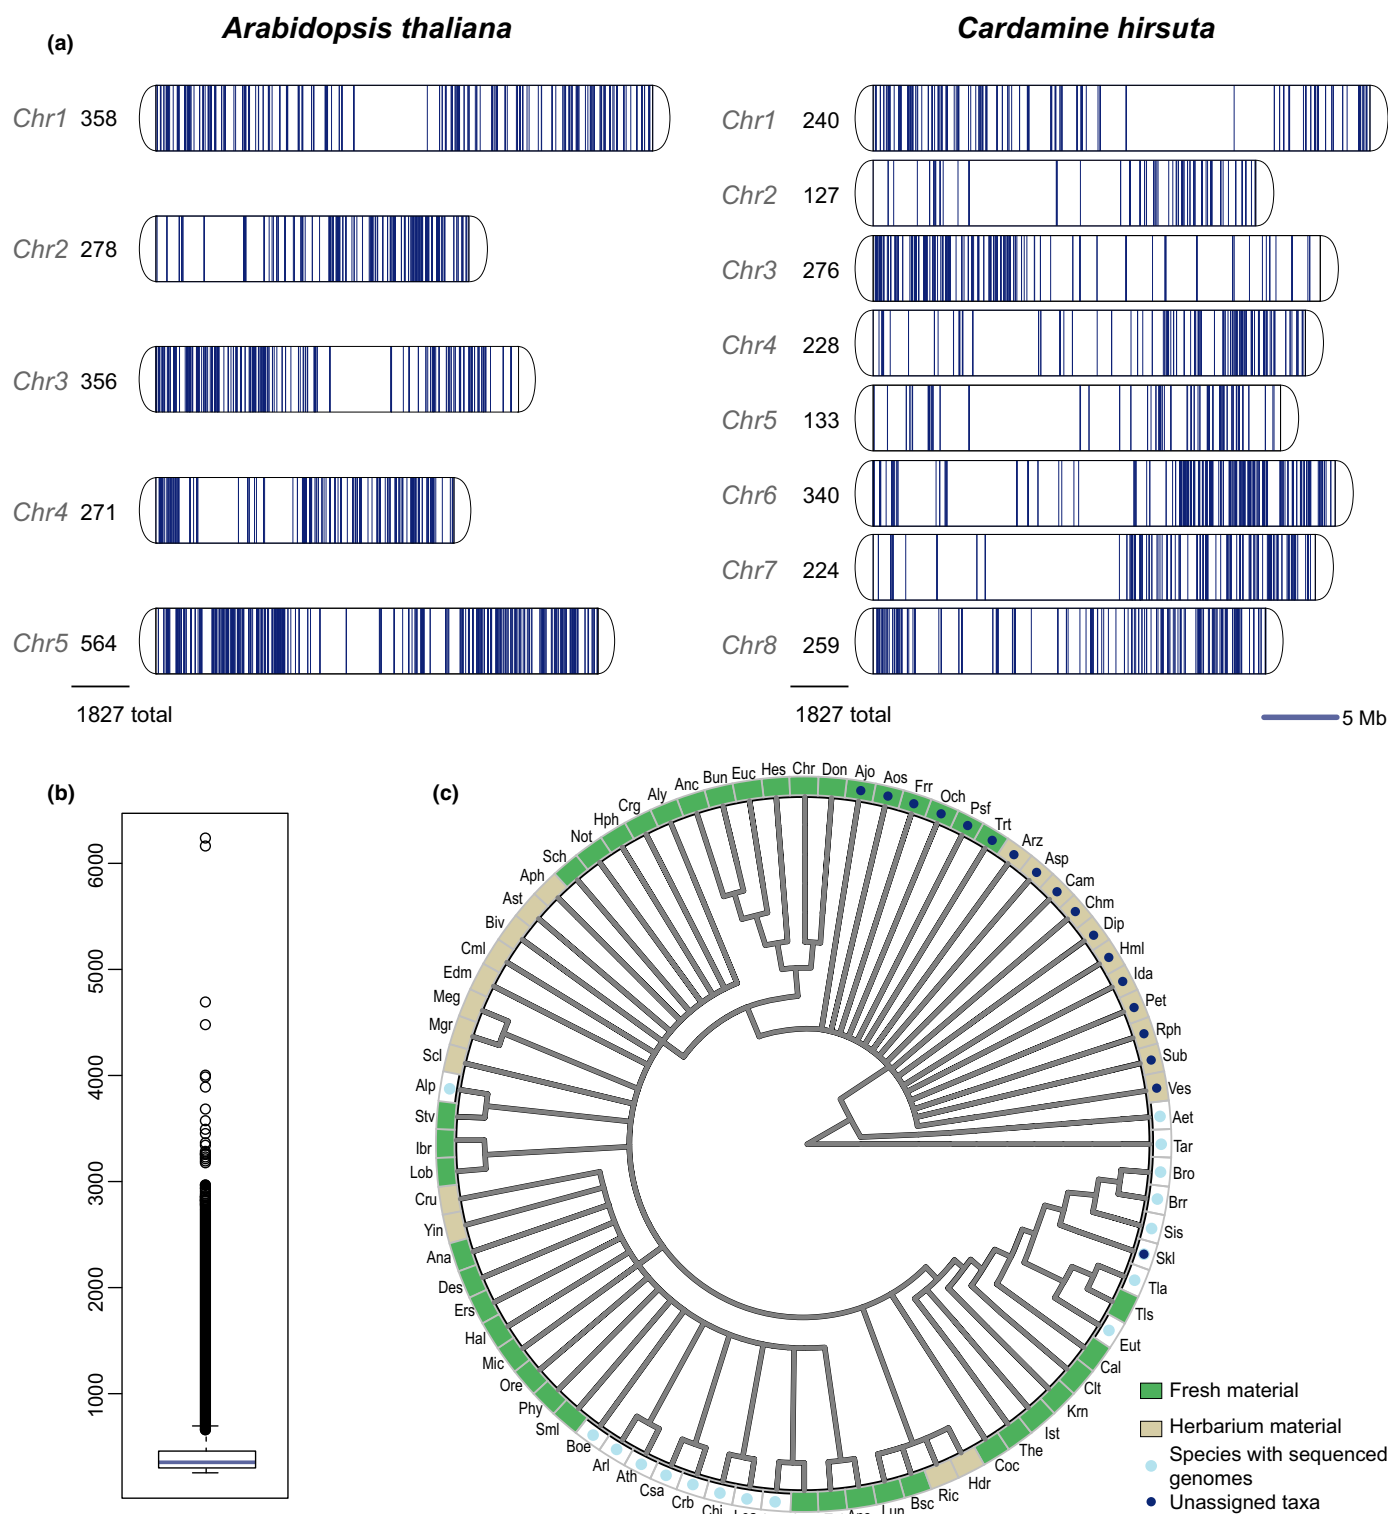 Arabidopsis thaliana
Cardamine hirsuta
(a)
Chr1 358
Chr2 278
Chr3 356
Chr4 271
Chr5 564
1827 total
Chr1 240
Chr2 127
Chr3 276
Chr4 228
Chr5 133
Chr6 340
Chr7 224
Chr8 259
1827 total
5 Mb
(b)
6000
5000
4000
3000
2000
1000
(c)
Chr
Don
Ajo
Aos
Frr
Och
Psf
Trt
Arz
Asp
Cam
Chm
Dip
Hml
Ida
Pet
Rph
Sub
Ves
Aet
Tar
Bro
Brr
Sis
Skl
Tla
Tls
Eut
Cal
Clt
Krn
Ist
The
Coc
Hdr
Ric
Bsc
Lun
Chi
Crb
Csa
Ath
Arl
Boe
Sml
Phy
Ore
Mic
Hal
Ers
Des
Ana
Yin
Cru
Lob
Ibr
Stv
Alp
Scl
Mgr
Meg
Edm
Cml
Biv
Ast
Aph
Sch
Not
Hph
Crg
Aly
Anc
Bun
Euc
Hes
Fresh material
Herbarium material
Species with sequenced
genomes
Unassigned taxa